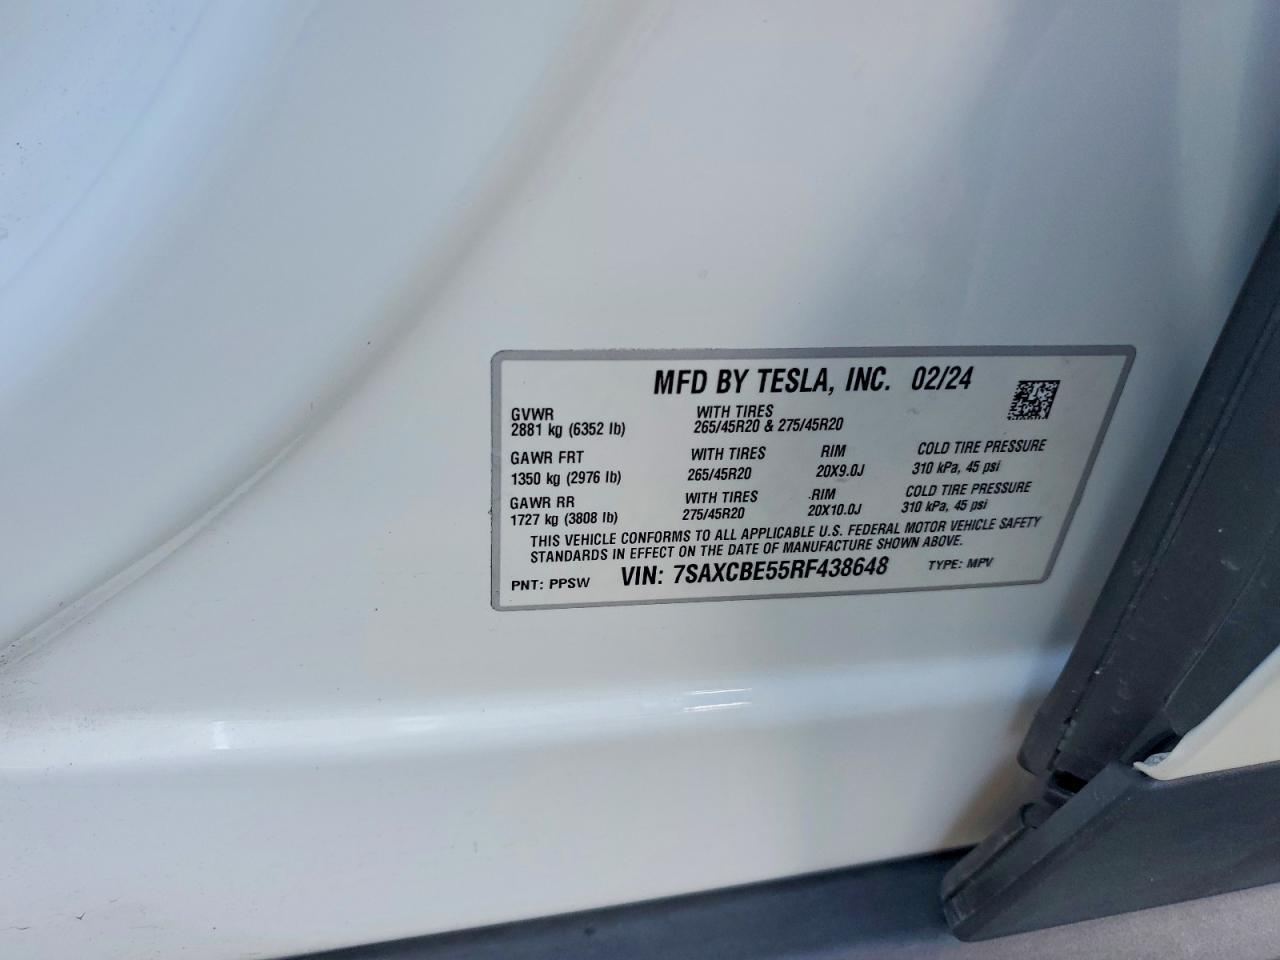 MFD BY TESLA, INC. 02/24
GVWR WITH TIRES
2881 kg (6352 lb) 265/45R20 & 275/45R20
GAWR FRT WITH TIRES RIM COLD TIRE PRESSURE
1350 kg (2976 lb) 265/45R20 20X9.0J 310 kPa, 45 psi
GAWR RR WITH TIRES RIM COLD TIRE PRESSURE
1727 kg (3808 lb) 275/45R20 20X10.0J 310 kPa, 45 psi
THIS VEHICLE CONFORMS TO ALL APPLICABLE U.S. FEDERAL MOTOR VEHICLE SAFETY
STANDARDS IN EFFECT ON THE DATE OF MANUFACTURE SHOWN ABOVE.
PNT: PPSW VIN: 7SAXCBE55RF438648 TYPE: MPV